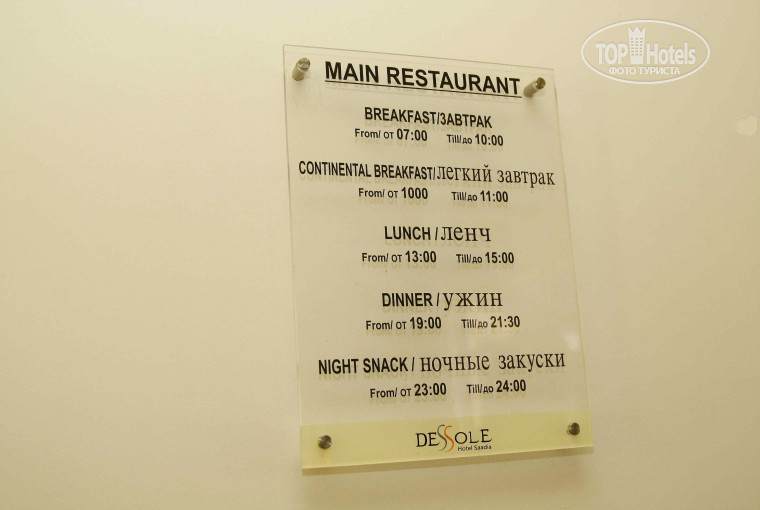 TOP Hotels
ФОТО ТУРИСТА
MAIN RESTAURANT
BREAKFAST/ЗАВТРАК
From/ от 07:00 Till/до 10:00
CONTINENTAL BREAKFAST/легкий завтрак
From/ от 1000 Till/до 11:00
LUNCH /ленч
From/ от 13:00 Till/до 15:00
DINNER /ужин
From/ от 19:00 Till/до 21:30
NIGHT SNACK / ночные закуски
From/ от 23:00 Till/до 24:00
DESSOLE
Hotel Saadia